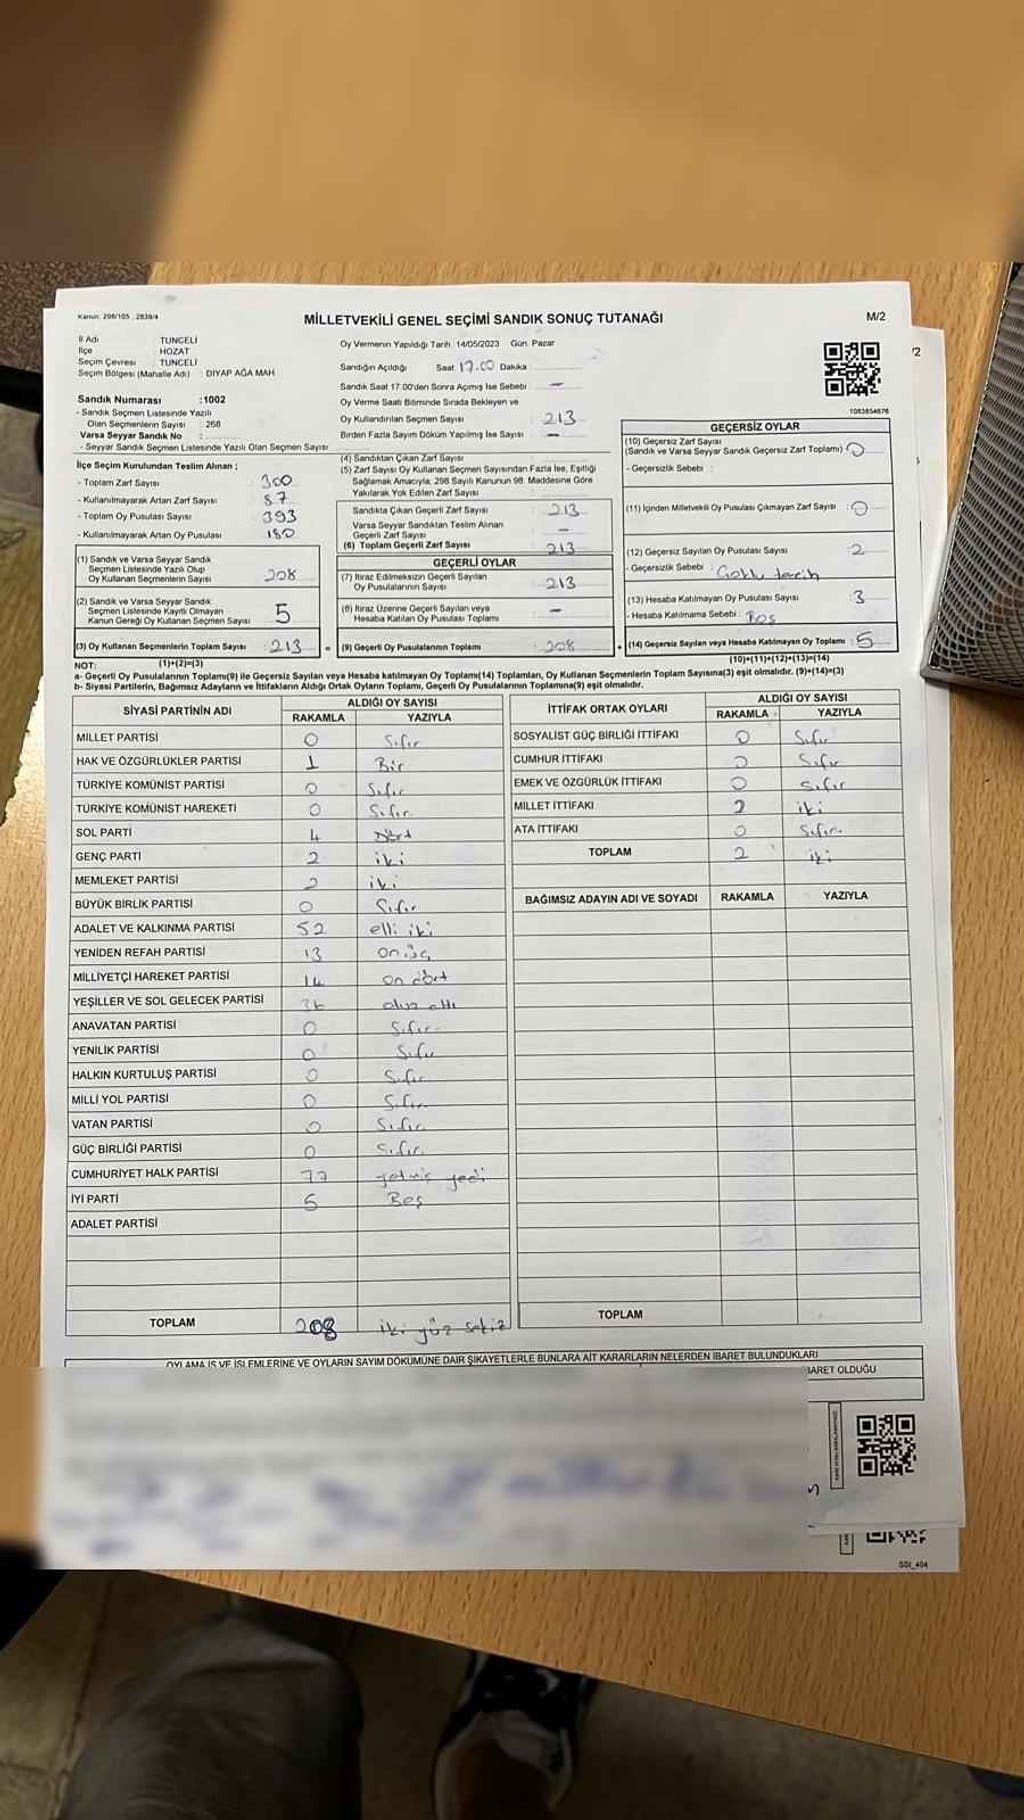 Kanun: 298/105 , 2839/4
MİLLETVEKİLİ GENEL SEÇİMİ SANDIK SONUÇ TUTANAĞI
M/2
İl Adı TUNCELİ
İlçe HOZAT
Seçim Çevresi TUNCELİ
Seçim Bölgesi (Mahalle Adı) : DİYAP AĞA MAH
Sandık Numarası :1002
- Sandık Seçmen Listesinde Yazılı
Olan Seçmenlerin Sayısı : 268
Varsa Seyyar Sandık No :
- Seyyar Sandık Seçmen Listesinde Yazılı Olan Seçmen Sayısı
İlçe Seçim Kurulundan Teslim Alınan ;
- Toplam Zarf Sayısı 300
- Kullanılmayarak Artan Zarf Sayısı 87
- Toplam Oy Pusulası Sayısı 393
- Kullanılmayarak Artan Oy Pusulası 180
(1) Sandık ve Varsa Seyyar Sandık
Seçmen Listesinde Yazılı Olup
Oy Kullanan Seçmenlerin Sayısı 208
(2) Sandık ve Varsa Seyyar Sandık
Seçmen Listesinde Kayıtlı Olmayan
Kanun Gereği Oy Kullanan Seçmen Sayısı 5
(3) Oy Kullanan Seçmenlerin Toplam Sayısı : 213
Oy Vermenin Yapıldığı Tarih: 14/05/2023 Gün: Pazar
Sandığın Açıldığı Saat: 17.00 Dakika
Sandık Saat 17:00'den Sonra Açımış İse Sebebi –
Oy Verme Saati Bitiminde Sırada Bekleyen ve
Oy Kullandırılan Seçmen Sayısı 213
Birden Fazla Sayım Döküm Yapılmış İse Sayısı –
(4) Sandıktan Çıkan Zarf Sayısı
(5) Zarf Sayısı Oy Kullanan Seçmen Sayısından Fazla İse, Eşitliği
Sağlamak Amacıyla; 298 Sayılı Kanunun 98. Maddesine Göre
Yakılarak Yok Edilen Zarf Sayısı
Sandıkta Çıkan Geçerli Zarf Sayısı 213
Varsa Seyyar Sandıktan Teslim Alınan
Geçerli Zarf Sayısı –
(6) Toplam Geçerli Zarf Sayısı 213
GEÇERLİ OYLAR
(7) İtiraz Edilmeksizin Geçerli Sayılan
Oy Pusulalarının Sayısı 213
(8) İtiraz Üzerine Geçerli Sayılan veya
Hesaba Katılan Oy Pusulası Toplamı –
= (9) Geçerli Oy Pusulalarının Toplamı 208 +
1083854876
GEÇERSİZ OYLAR
(10) Geçersiz Zarf Sayısı
(Sandık ve Varsa Seyyar Sandık Geçersiz Zarf Toplamı) : 0
- Geçersizlik Sebebi :
(11) İçinden Milletvekili Oy Pusulası Çıkmayan Zarf Sayısı : 0
(12) Geçersiz Sayılan Oy Pusulası Sayısı : 2
- Geçersizlik Sebebi :
(13) Hesaba Katılmayan Oy Pusulası Sayısı : 3
- Hesaba Katılmama Sebebi : Boş
(14) Geçersiz Sayılan veya Hesaba Katılmayan Oy Toplamı : 5
NOT: (1)+(2)=(3) (10)+(11)+(12)+(13)=(14)
a- Geçerli Oy Pusulalarının Toplamı(9) ile Geçersiz Sayılan veya Hesaba katılmayan Oy Toplamı(14) Toplamları, Oy Kullanan Seçmenlerin Toplam Sayısına(3) eşit olmalıdır. (9)+(14)=(3)
b- Siyasi Partilerin, Bağımsız Adayların ve İttifakların Aldığı Ortak Oyların Toplamı, Geçerli Oy Pusulalarının Toplamına(9) eşit olmalıdır.
SİYASİ PARTİNİN ADI ALDIĞI OY SAYISI
RAKAMLA YAZIYLA
MİLLET PARTİSİ 0 Sıfır
HAK VE ÖZGÜRLÜKLER PARTİSİ 1 Bir
TÜRKİYE KOMÜNİST PARTİSİ 0 Sıfır
TÜRKİYE KOMÜNİST HAREKETİ 0 Sıfır
SOL PARTİ 4 Dört
GENÇ PARTİ 2 iki
MEMLEKET PARTİSİ 2 iki
BÜYÜK BİRLİK PARTİSİ 0 Sıfır
ADALET VE KALKINMA PARTİSİ 52 elli iki
YENİDEN REFAH PARTİSİ 13 on üç
MİLLİYETÇİ HAREKET PARTİSİ 14 on dört
YEŞİLLER VE SOL GELECEK PARTİSİ 36 otuz altı
ANAVATAN PARTİSİ 0 Sıfır
YENİLİK PARTİSİ 0 Sıfır
HALKIN KURTULUŞ PARTİSİ 0 Sıfır
MİLLİ YOL PARTİSİ 0 Sıfır
VATAN PARTİSİ 0 Sıfır
GÜÇ BİRLİĞİ PARTİSİ 0 Sıfır
CUMHURİYET HALK PARTİSİ 77 yetmiş yedi
İYİ PARTİ 5 Beş
ADALET PARTİSİ
TOPLAM 208 iki yüz sekiz
İTTİFAK ORTAK OYLARI ALDIĞI OY SAYISI
RAKAMLA YAZIYLA
SOSYALİST GÜÇ BİRLİĞİ İTTİFAKI 0 Sıfır
CUMHUR İTTİFAKI 0 Sıfır
EMEK VE ÖZGÜRLÜK İTTİFAKI 0 Sıfır
MİLLET İTTİFAKI 2 iki
ATA İTTİFAKI 0 Sıfır
TOPLAM 2 iki
BAĞIMSIZ ADAYIN ADI VE SOYADI RAKAMLA YAZIYLA
TOPLAM
OYLAMA İŞ VE İŞLEMLERİNE VE OYLARIN SAYIM DÖKÜMÜNE DAİR ŞİKAYETLERLE BUNLARA AİT KARARLARIN NELERDEN İBARET BULUNDUKLARI
İBARET OLDUĞU
/2